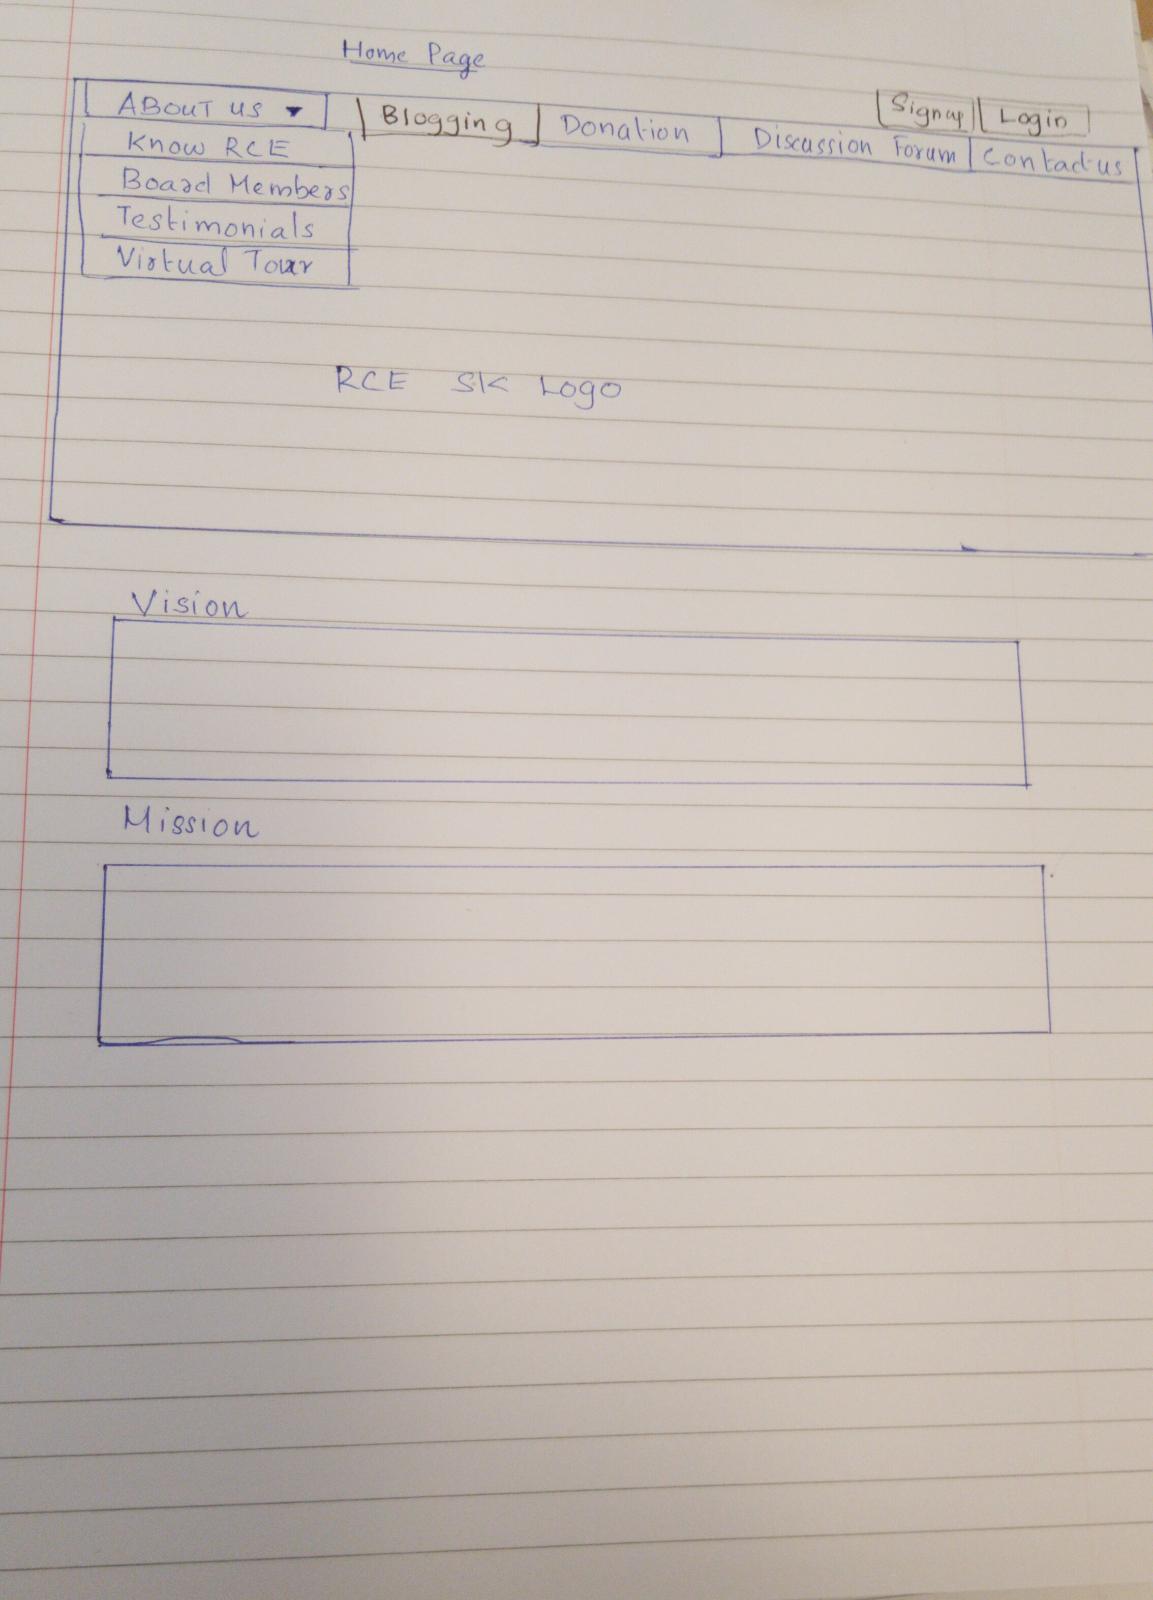 Home Page
Signup Login
ABOUT US Blogging Donation Discussion Forum Contact us
Know RCE
Board Members
Testimonials
Virtual Tour
RCE SK Logo
Vision
Mission